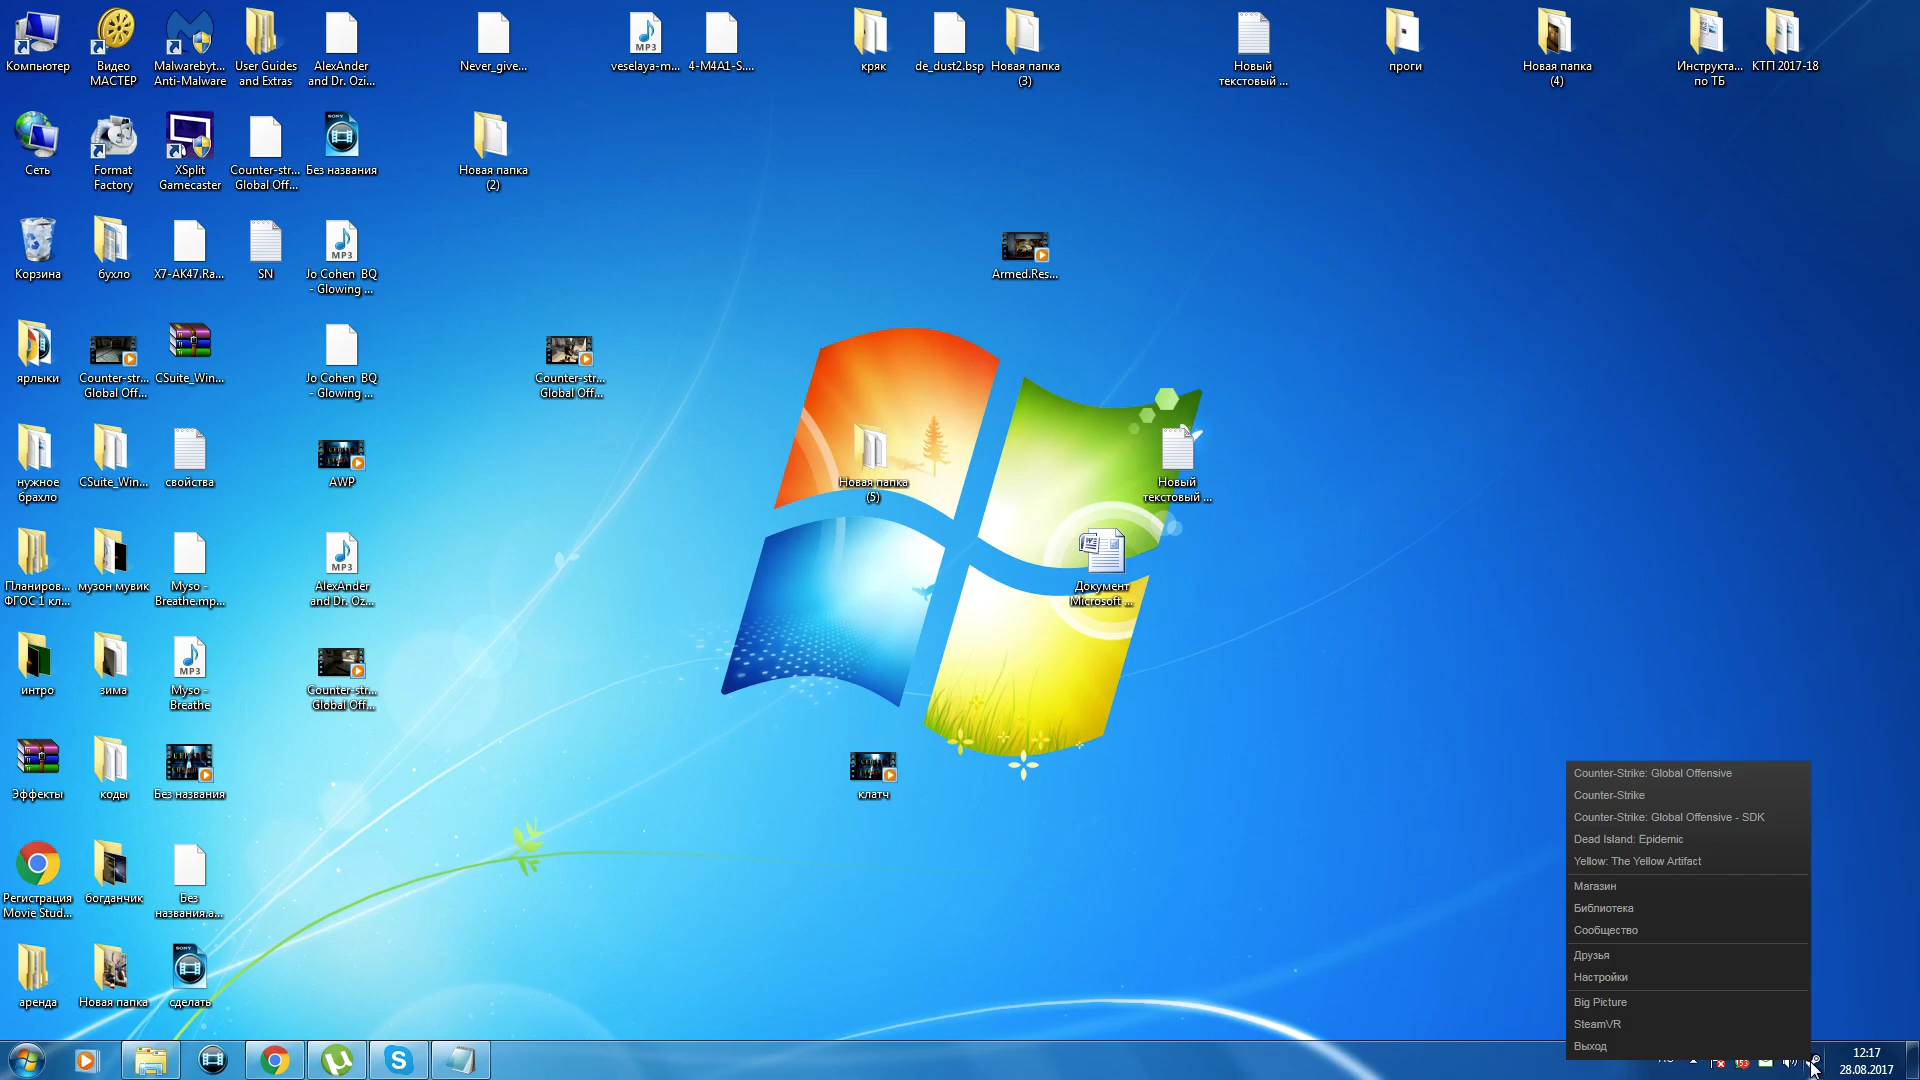 Компьютер
Видео
МАСТЕР
Malwarebyt...
Anti-Malware
User Guides
and Extras
AlexAnder
and Dr. Ozi...
Never_give...
veselaya-m...
4-M4A1-S....
кряк
de_dust2.bsp
Новая папка
(3)
Новый
текстовый ...
проги
Новая папка
(4)
Инструкта...
по ТБ
КТП 2017-18
Сеть
Format
Factory
XSplit
Gamecaster
Counter-str...
Global Off...
SONY
Без названия
Новая папка
(2)
Корзина
бухло
X7-AK47.Ra...
SN
MP3
Jo Cohen BQ
- Glowing ...
Armed.Res...
ярлыки
Counter-str...
Global Off...
CSuite_Win...
Jo Cohen BQ
- Glowing ...
Counter-str...
Global Off...
нужное
брахло
CSuite_Win...
свойства
AWP
Новая папка
(5)
Новый
текстовый ...
Планиров...
ФГОС 1 кл...
музон мувик
Myso -
Breathe.mp...
MP3
AlexAnder
and Dr. Oz...
Документ
Microsoft ...
интро
зима
MP3
Myso -
Breathe
Counter-str...
Global Off...
Эффекты
коды
Без названия
клатч
Регистрация
Movie Stud...
богданчик
Без
названия.а...
аренда
Новая папка
SONY
сделать
Counter-Strike: Global Offensive
Counter-Strike
Counter-Strike: Global Offensive - SDK
Dead Island: Epidemic
Yellow: The Yellow Artifact
Магазин
Библиотека
Сообщество
Друзья
Настройки
Big Picture
SteamVR
Выход
12:17
28.08.2017